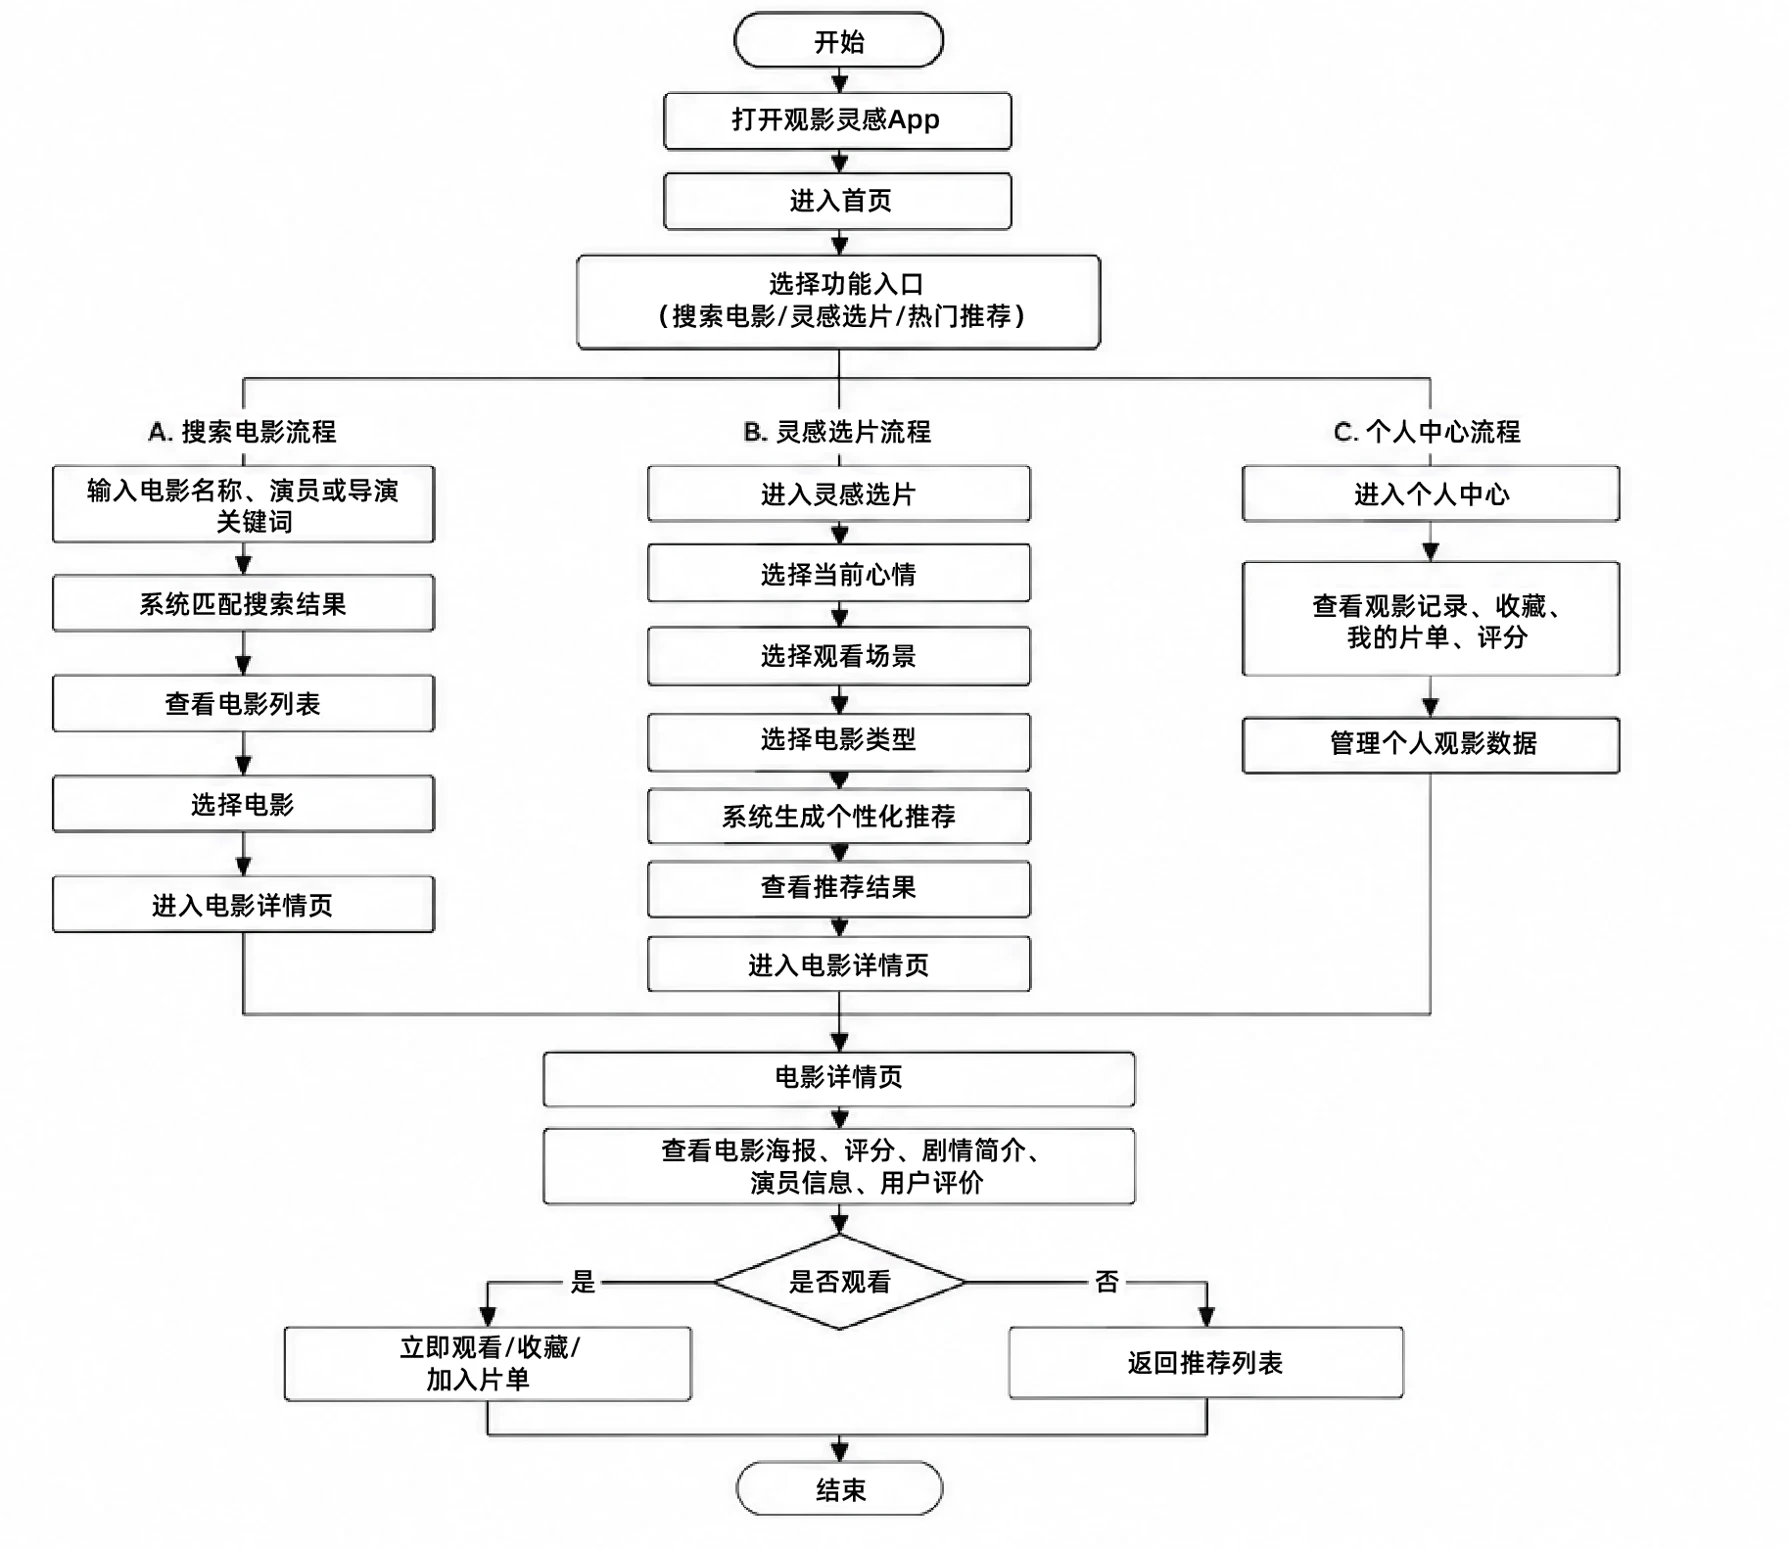 开始
打开观影灵感App
进入首页
选择功能入口
（搜索电影/灵感选片/热门推荐）
A. 搜索电影流程
输入电影名称、演员或导演
关键词
系统匹配搜索结果
查看电影列表
选择电影
进入电影详情页
B. 灵感选片流程
进入灵感选片
选择当前心情
选择观看场景
选择电影类型
系统生成个性化推荐
查看推荐结果
进入电影详情页
C. 个人中心流程
进入个人中心
查看观影记录、收藏、
我的片单、评分
管理个人观影数据
电影详情页
查看电影海报、评分、剧情简介、
演员信息、用户评价
是否观看
是
否
立即观看/收藏/
加入片单
返回推荐列表
结束